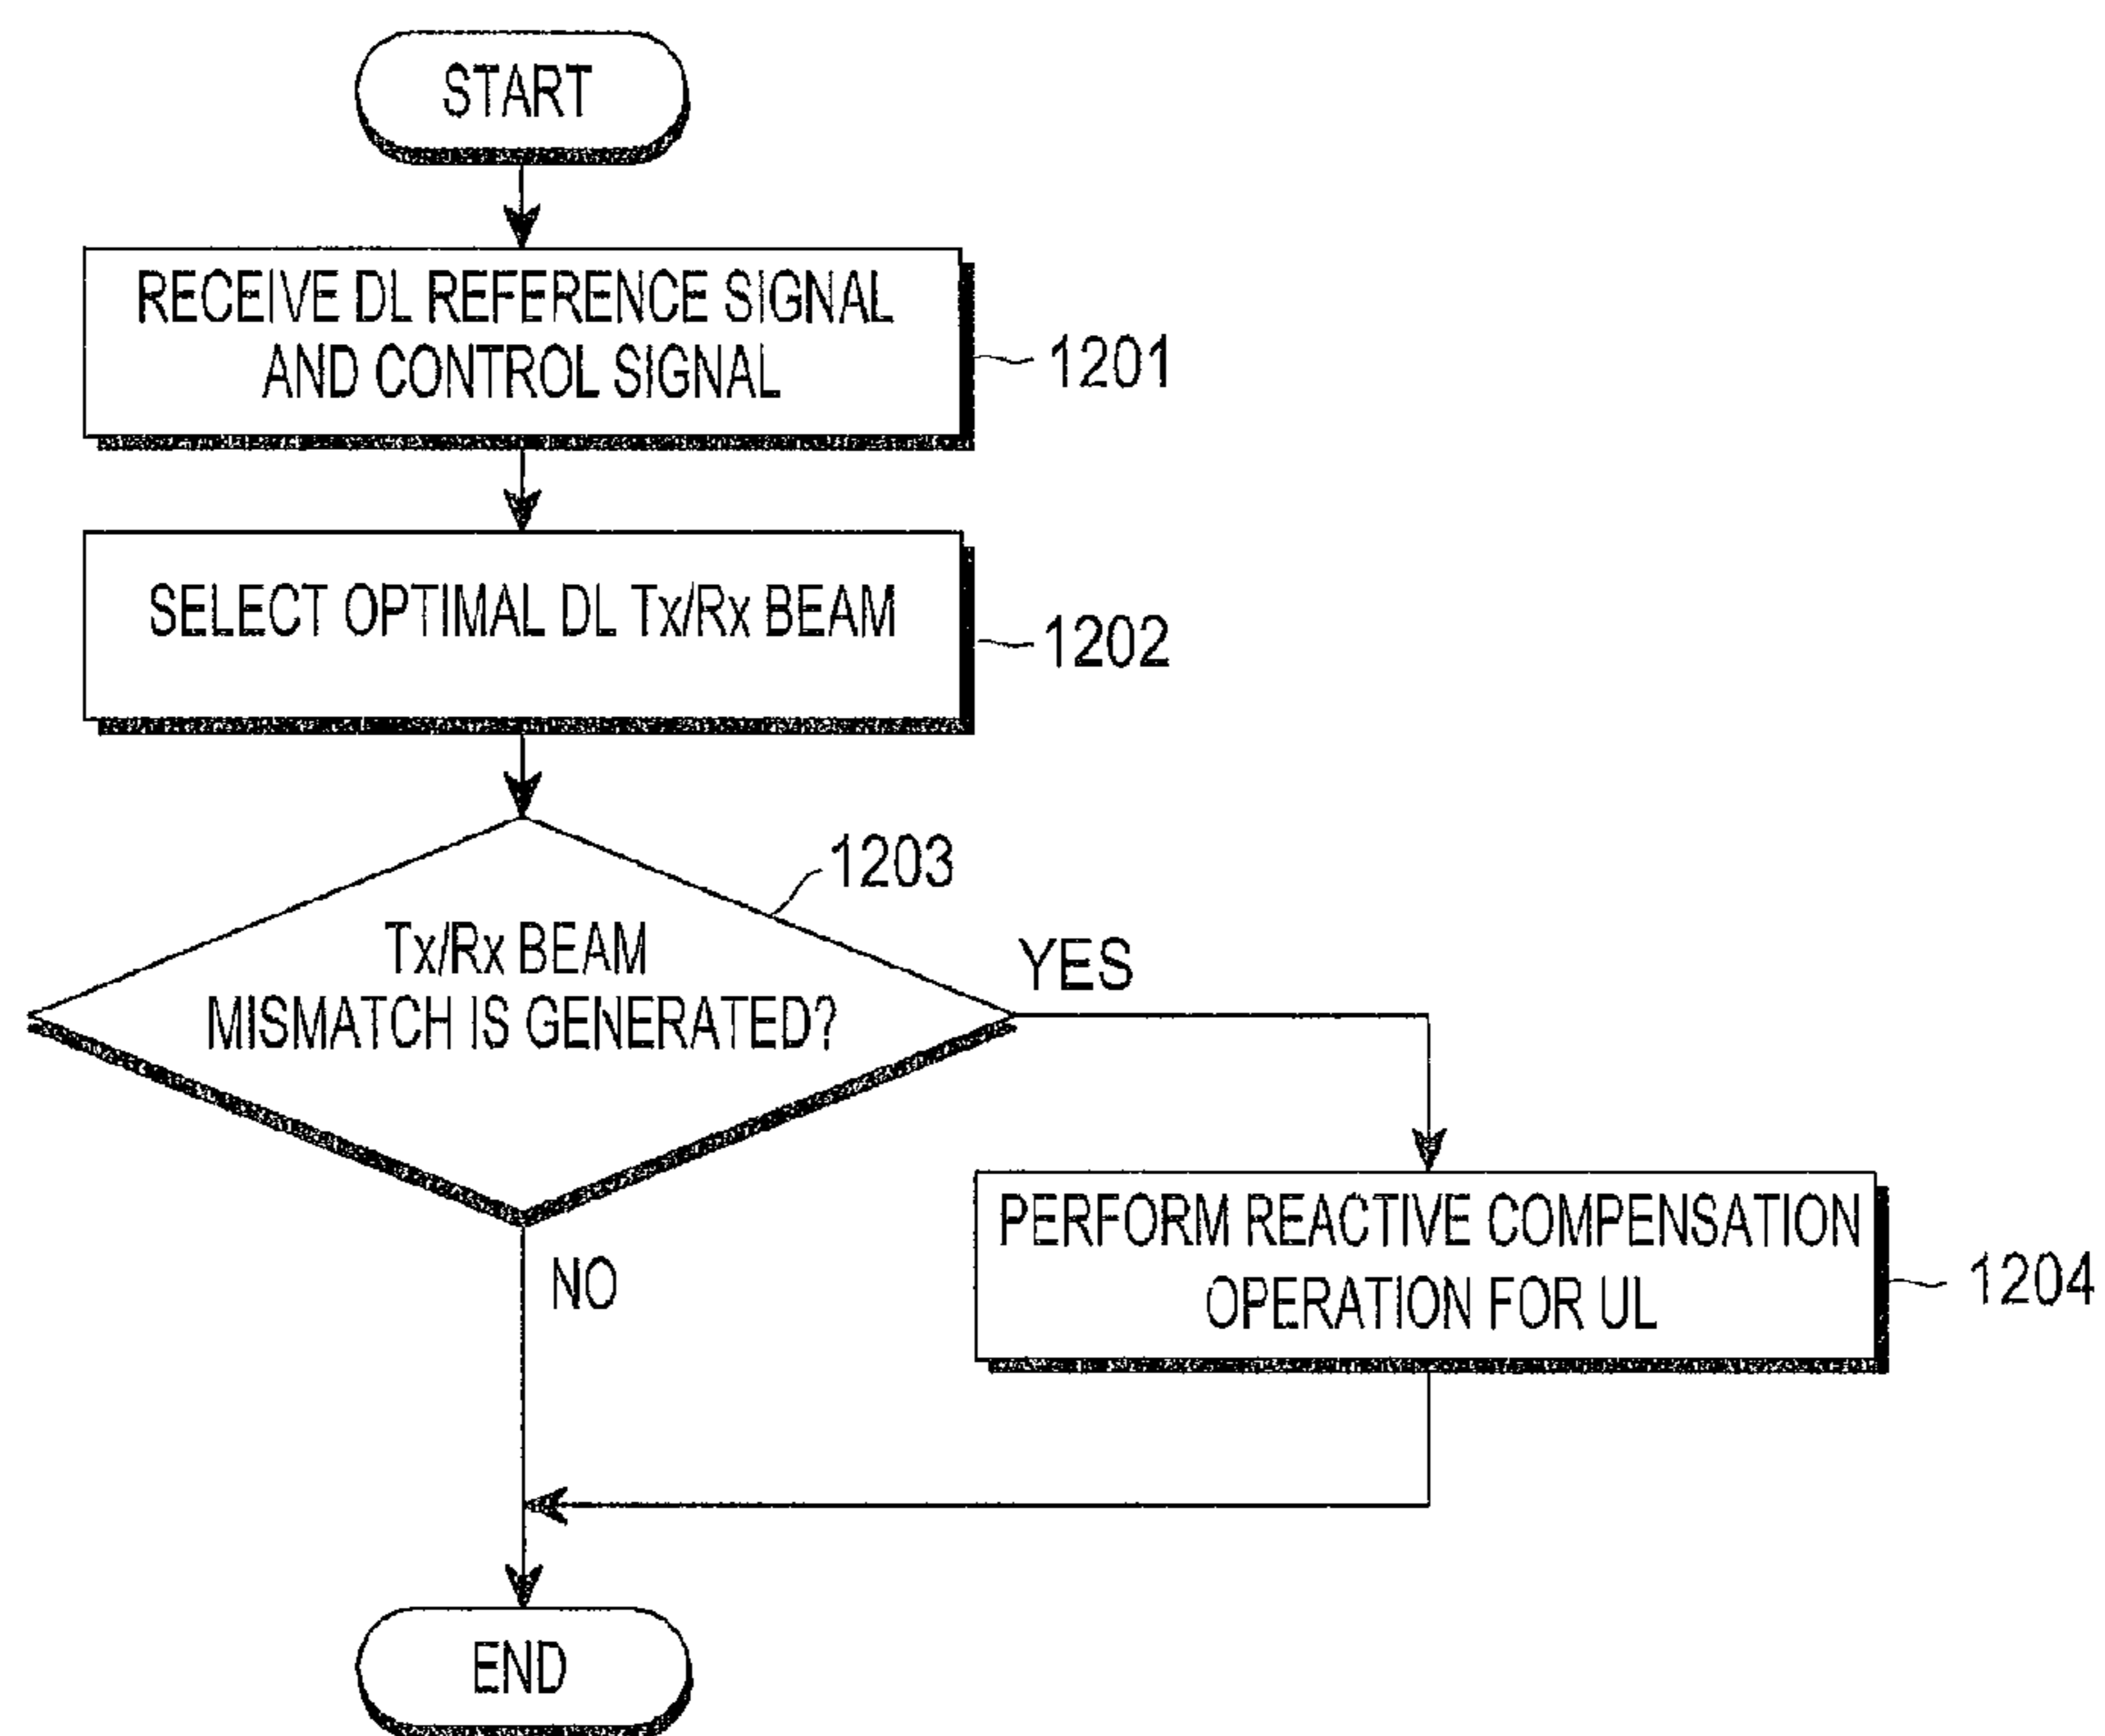 START
RECEIVE DL REFERENCE SIGNAL
AND CONTROL SIGNAL
1201
SELECT OPTIMAL DL Tx/Rx BEAM
1202
1203
Tx/Rx BEAM
MISMATCH IS GENERATED?
YES
NO
PERFORM REACTIVE COMPENSATION
OPERATION FOR UL
1204
END